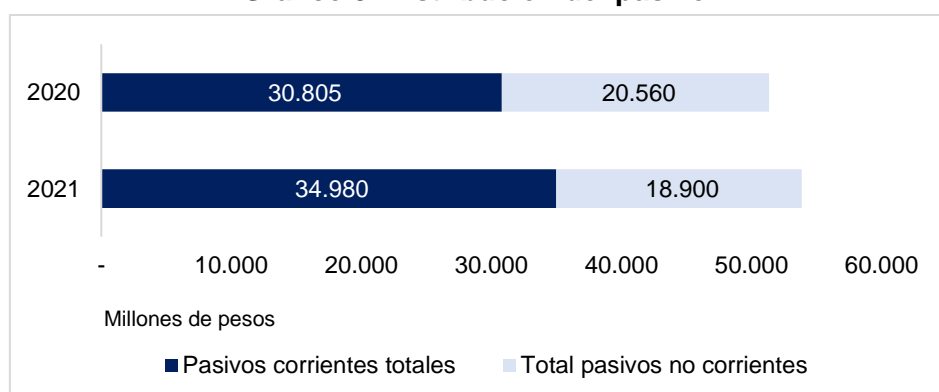 2020 30.805 20.560
2021 34.980 18.900
- 10.000 20.000 30.000 40.000 50.000 60.000
Millones de pesos
Pasivos corrientes totales Total pasivos no corrientes